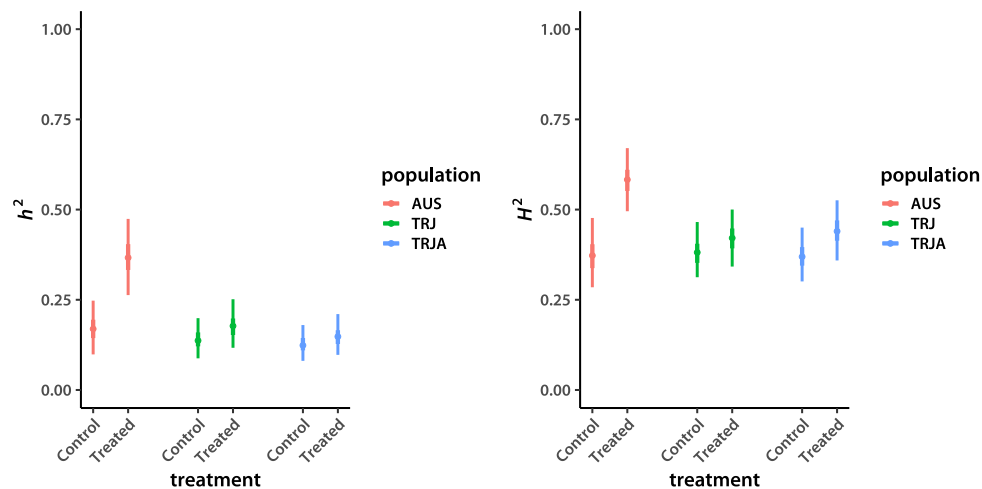 1.00
0.75
0.50
0.25
0.00
h²
Control
Treated
Control
Treated
Control
Treated
treatment
population
AUS
TRJ
TRJA
1.00
0.75
0.50
0.25
0.00
H²
Control
Treated
Control
Treated
Control
Treated
treatment
population
AUS
TRJ
TRJA